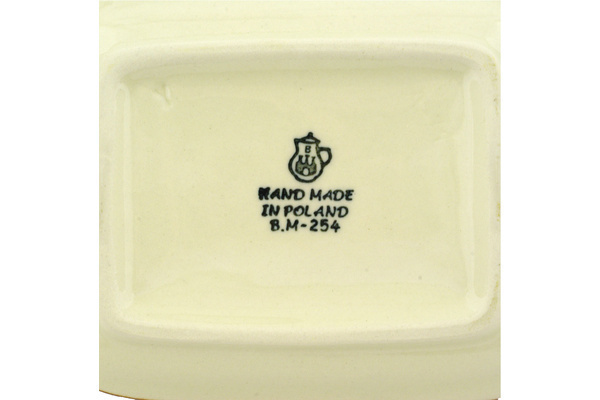 B
HAND MADE
IN POLAND
B.M-254